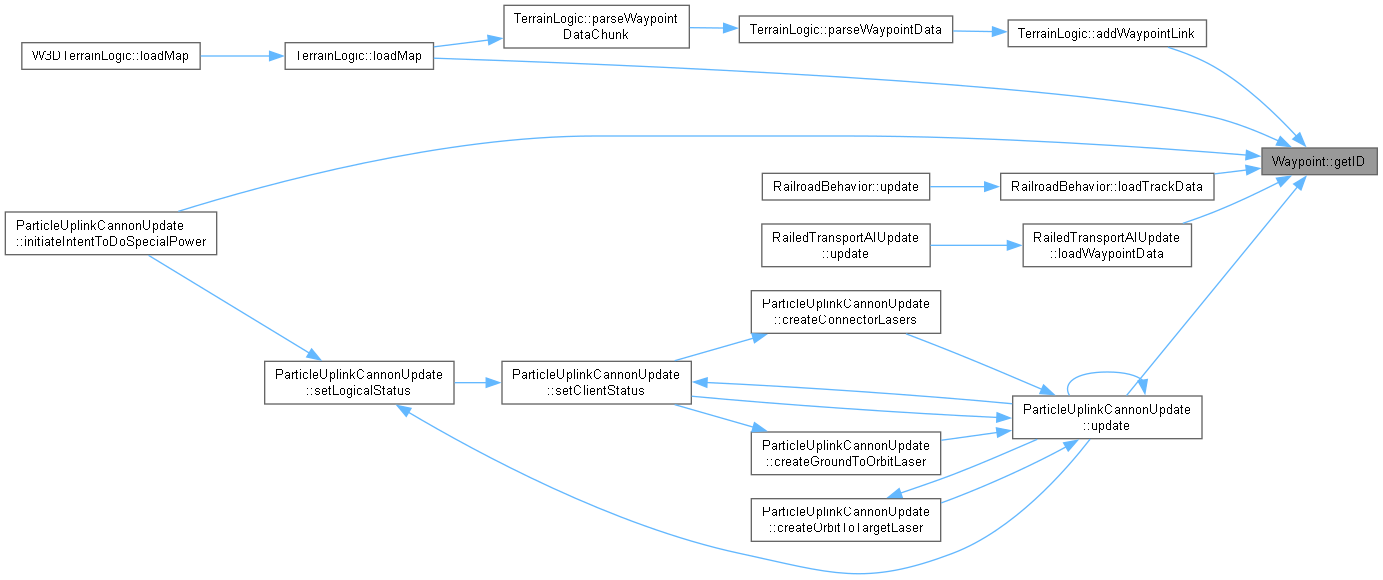 TerrainLogic::parseWaypoint
DataChunk
TerrainLogic::parseWaypointData
TerrainLogic::addWaypointLink
W3DTerrainLogic::loadMap
TerrainLogic::loadMap
Waypoint::getID
RailroadBehavior::update
RailroadBehavior::loadTrackData
ParticleUplinkCannonUpdate
::initiateIntentToDoSpecialPower
RailedTransportAIUpdate
::update
RailedTransportAIUpdate
::loadWaypointData
ParticleUplinkCannonUpdate
::createConnectorLasers
ParticleUplinkCannonUpdate
::setLogicalStatus
ParticleUplinkCannonUpdate
::setClientStatus
ParticleUplinkCannonUpdate
::update
ParticleUplinkCannonUpdate
::createGroundToOrbitLaser
ParticleUplinkCannonUpdate
::createOrbitToTargetLaser